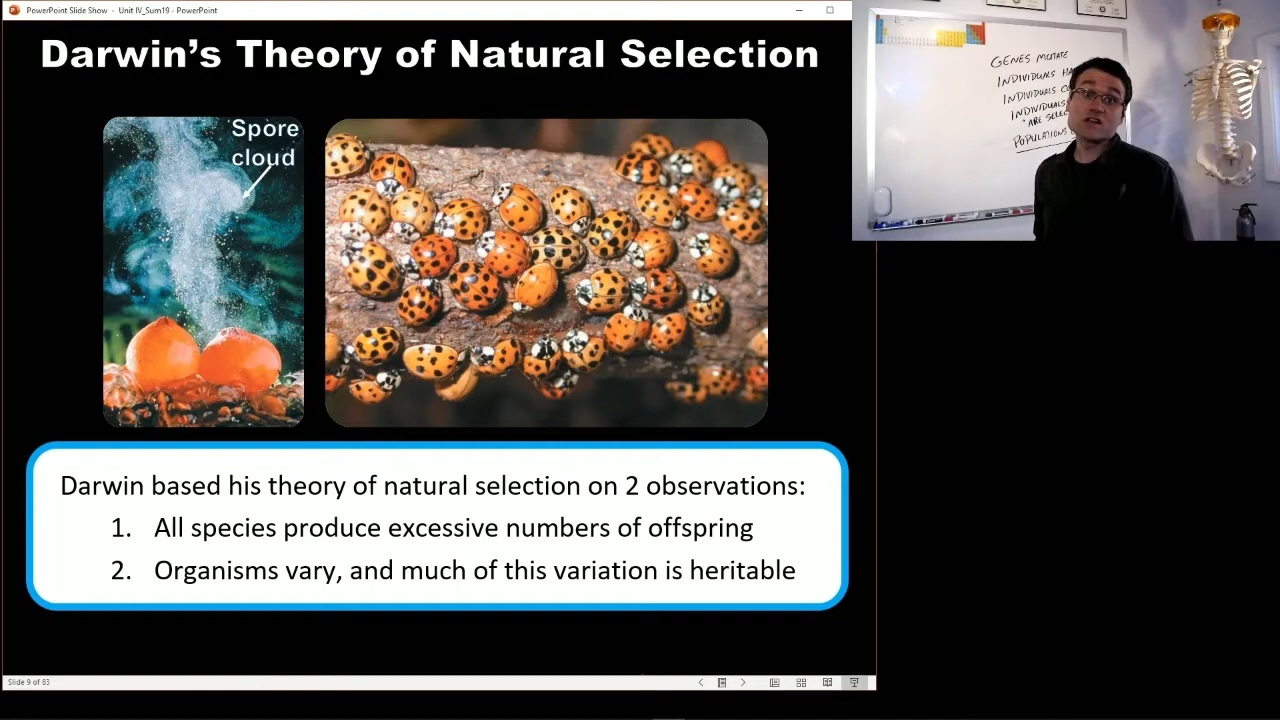 PowerPoint Slide Show - Unit IV_Sum19 - PowerPoint
Darwin's Theory of Natural Selection
Spore
cloud
Darwin based his theory of natural selection on 2 observations:
1. All species produce excessive numbers of offspring
2. Organisms vary, and much of this variation is heritable
Slide 9 of 83
GENES MUTATE
INDIVIDUALS
INDIVIDUALS
INDIVIDUALS
"ARE
POPULATIONS